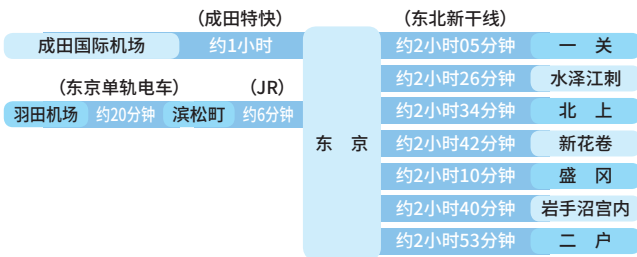 （成田特快）
（东北新干线）
成田国际机场 约1小时
（东京单轨电车）
（JR）
羽田机场 约20分钟 滨松町 约6分钟
东 京
约2小时05分钟 一 关
约2小时26分钟 水泽江刺
约2小时34分钟 北 上
约2小时42分钟 新花卷
约2小时10分钟 盛 冈
约2小时40分钟 岩手沼宫内
约2小时53分钟 二 户